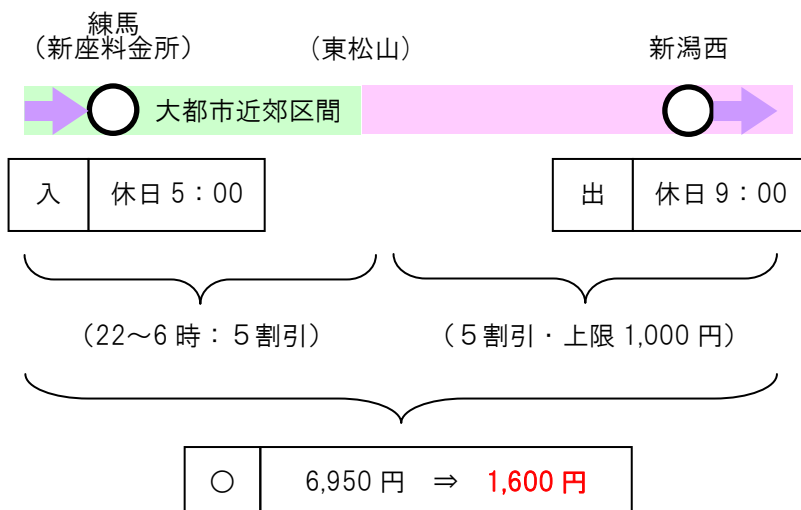 練馬
（新座料金所）
（東松山）
新潟西
大都市近郊区間
入 休日 5：00
出 休日 9：00
（22～6 時：５割引）
（５割引・上限 1,000 円）
○ 6,950 円 ⇒ 1,600 円